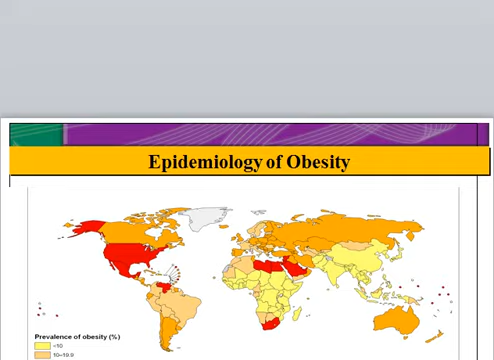 Epidemiology of Obesity
Prevalence of obesity (%)
<10
10–19.9